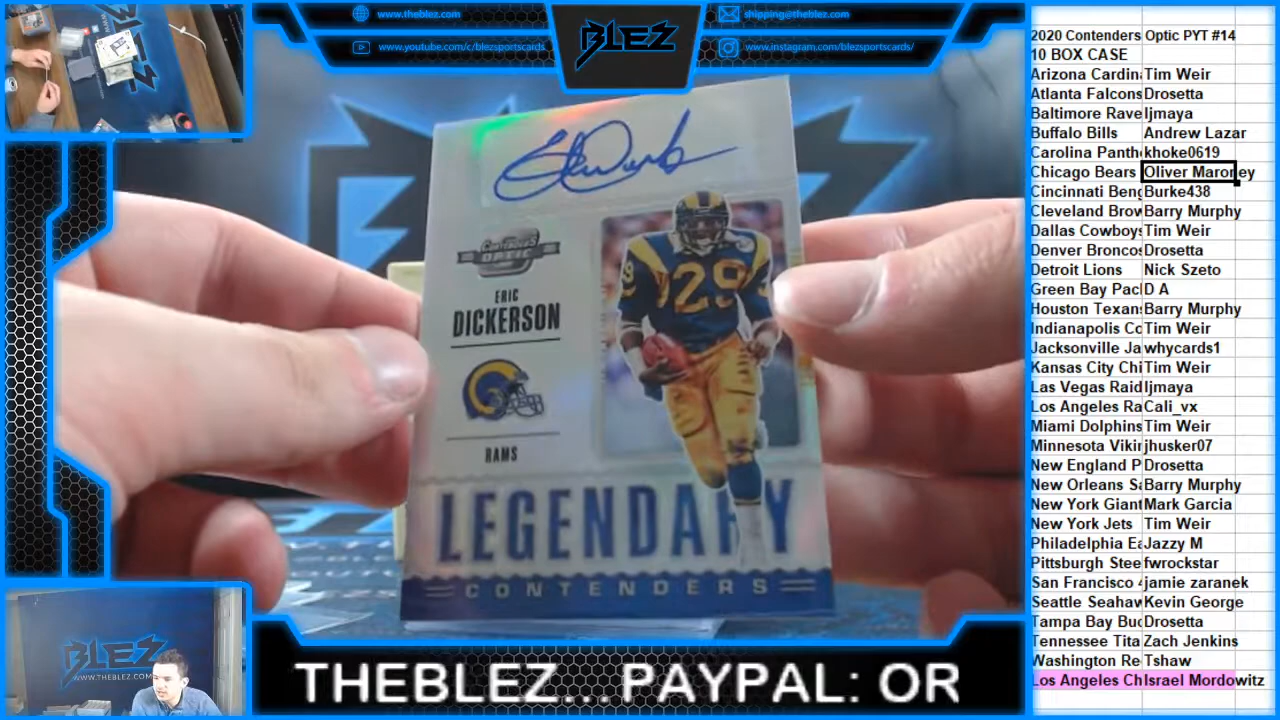 www.theblez.com
shipping@theblez.com
www.youtube.com/c/blezsportscards
www.instagram.com/blezsportscards/
BLEZ
CONTENDERS
OPTIC
ERIC
DICKERSON
RAMS
29
LEGENDARY
CONTENDERS
BLEZ
WWW.THEBLEZ.COM
THEBLEZ... PAYPAL: OR
2020 Contenders Optic PYT #14
10 BOX CASE
Arizona Cardin Tim Weir
Atlanta Falcons Drosetta
Baltimore Rave ljmaya
Buffalo Bills Andrew Lazar
Carolina Panth khoke0619
Chicago Bears Oliver Maroney
Cincinnati Beng Burke438
Cleveland Brow Barry Murphy
Dallas Cowboys Tim Weir
Denver Broncos Drosetta
Detroit Lions Nick Szeto
Green Bay Pac D A
Houston Texans Barry Murphy
Indianapolis Co Tim Weir
Jacksonville Ja whycards1
Kansas City Chi Tim Weir
Las Vegas Raid ljmaya
Los Angeles Ra Cali_vx
Miami Dolphins Tim Weir
Minnesota Viki jhusker07
New England P Drosetta
New Orleans Sa Barry Murphy
New York Giant Mark Garcia
New York Jets Tim Weir
Philadelphia Ea Jazzy M
Pittsburgh Stee fwrockstar
San Francisco 4 jamie zaranek
Seattle Seahaw Kevin George
Tampa Bay Buc Drosetta
Tennessee Tita Zach Jenkins
Washington Re Tshaw
Los Angeles Ch Israel Mordowitz